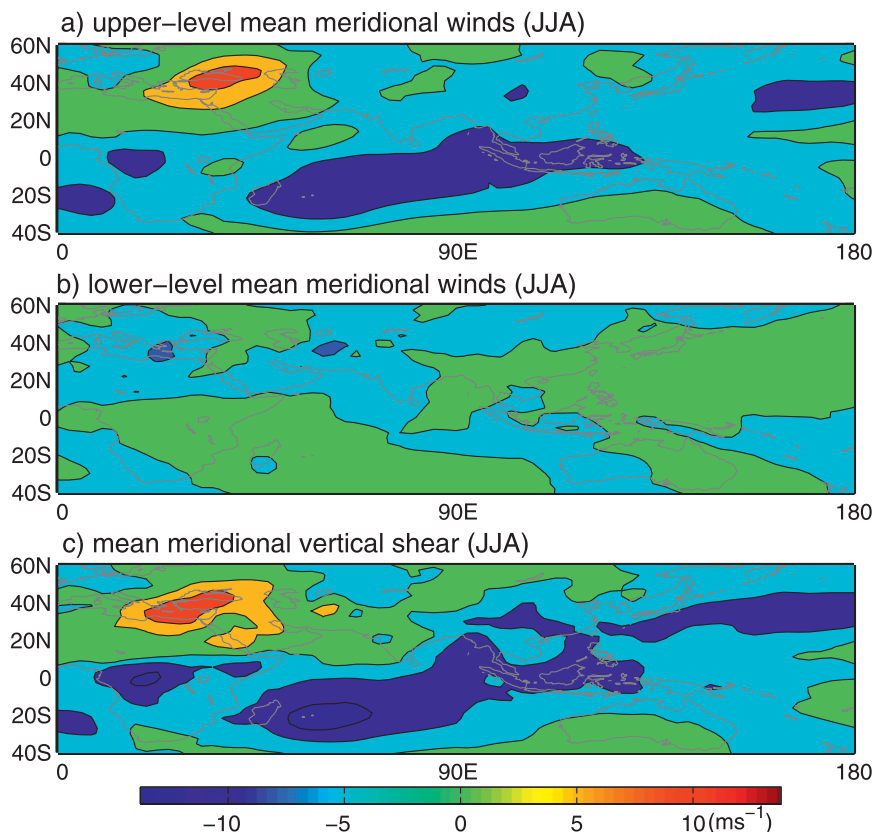 a) upper−level mean meridional winds (JJA)
60N
40N
20N
0
20S
40S
0 90E 180
b) lower−level mean meridional winds (JJA)
60N
40N
20N
0
20S
40S
0 90E 180
c) mean meridional vertical shear (JJA)
60N
40N
20N
0
20S
40S
0 90E 180
−10 −5 0 5 10 (ms⁻¹)